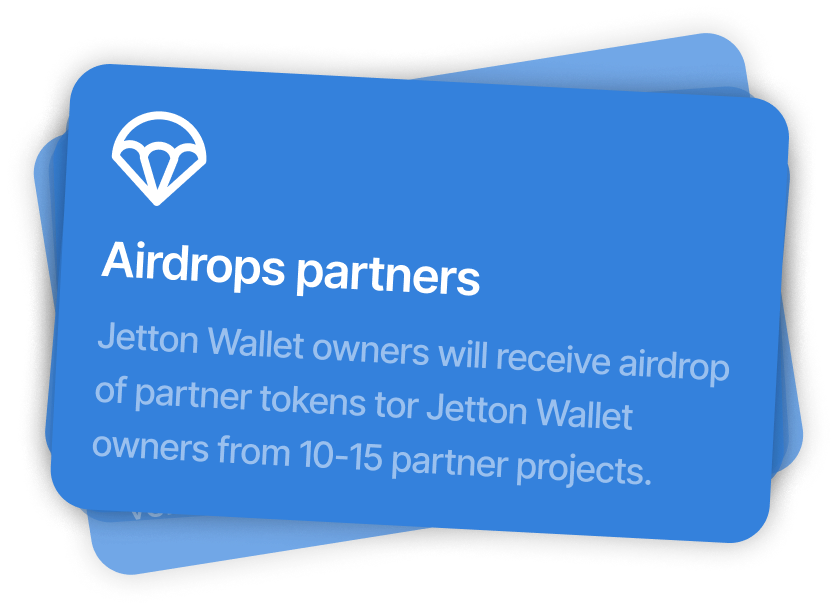 Airdrops partners
Jetton Wallet owners will receive airdrop
of partner tokens tor Jetton Wallet
owners from 10-15 partner projects.